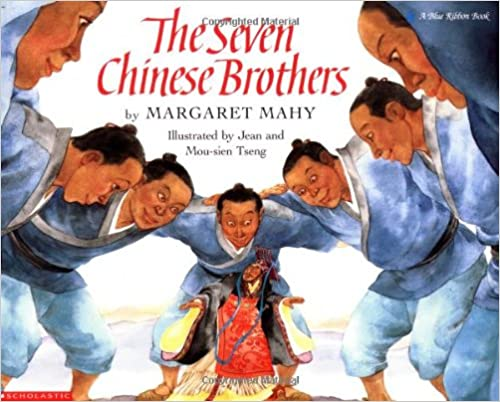 Copyrighted Material
A Blue Ribbon Book
The Seven
Chinese Brothers
by MARGARET MAHY
Illustrated by Jean and
Mou-sien Tseng
SCHOLASTIC
Copyrighted Material